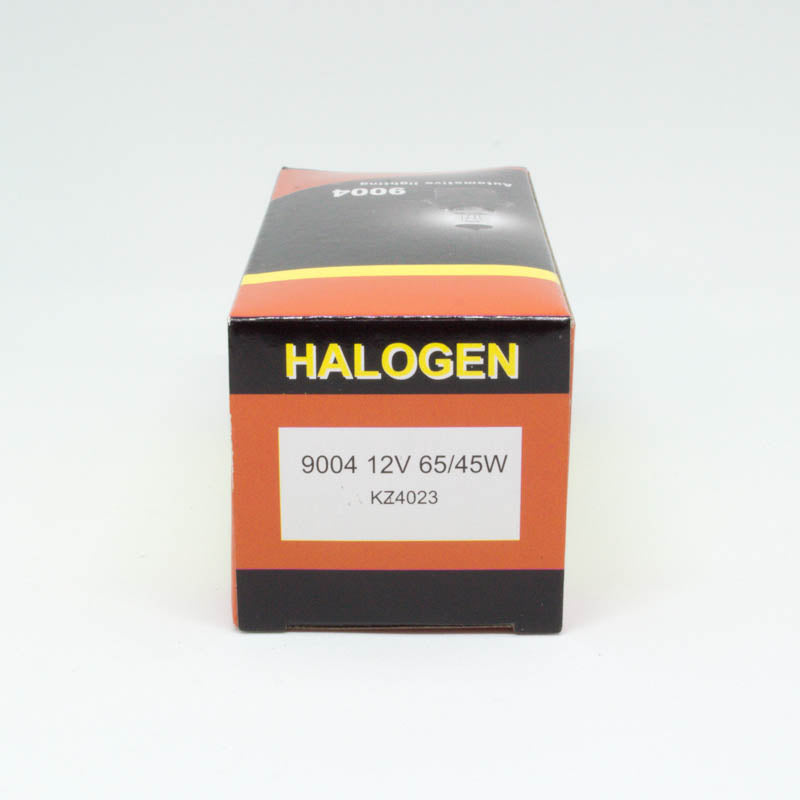 9004
Automotive lighting
HALOGEN
9004 12V 65/45W
KZ4023